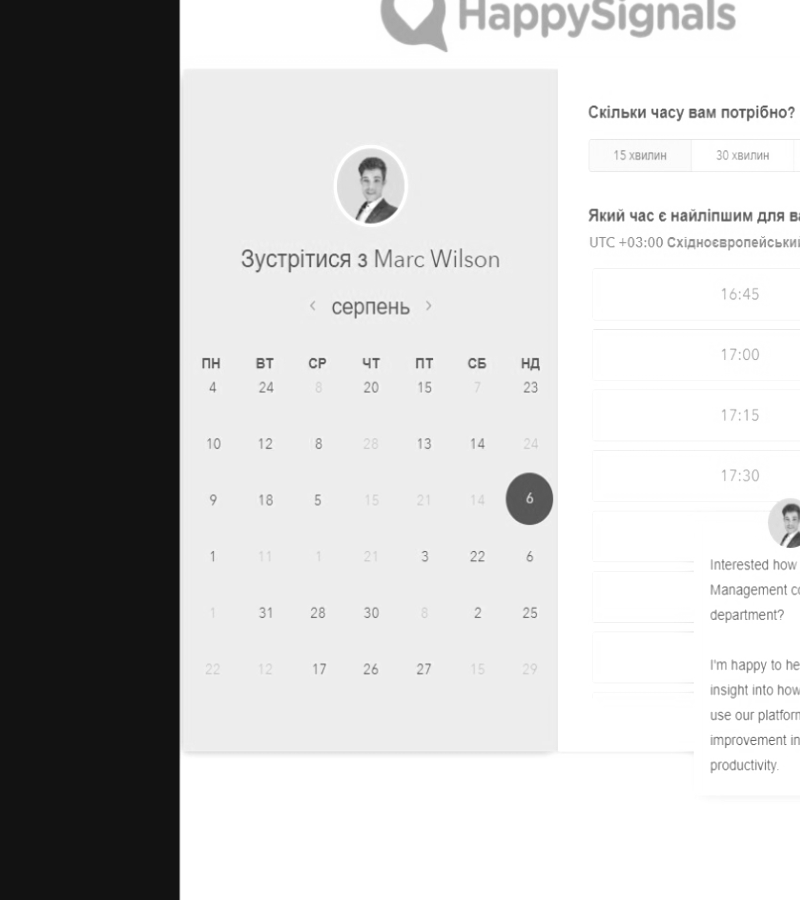 HappySignals
Зустрітися з Marc Wilson
серпень
ПН ВТ СР ЧТ ПТ СБ НД
4 24 8 20 15 7 23
10 12 8 28 13 14 24
9 18 5 15 21 14 6
1 11 1 21 3 22 6
1 31 28 30 8 2 25
22 12 17 26 27 15 29
Скільки часу вам потрібно?
15 хвилин 30 хвилин
Який час є найліпшим для ва
UTC +03:00 Східноєвропейський
16:45
17:00
17:15
17:30
Interested how
Management co
department?
I'm happy to he
insight into how
use our platforn
improvement in
productivity.